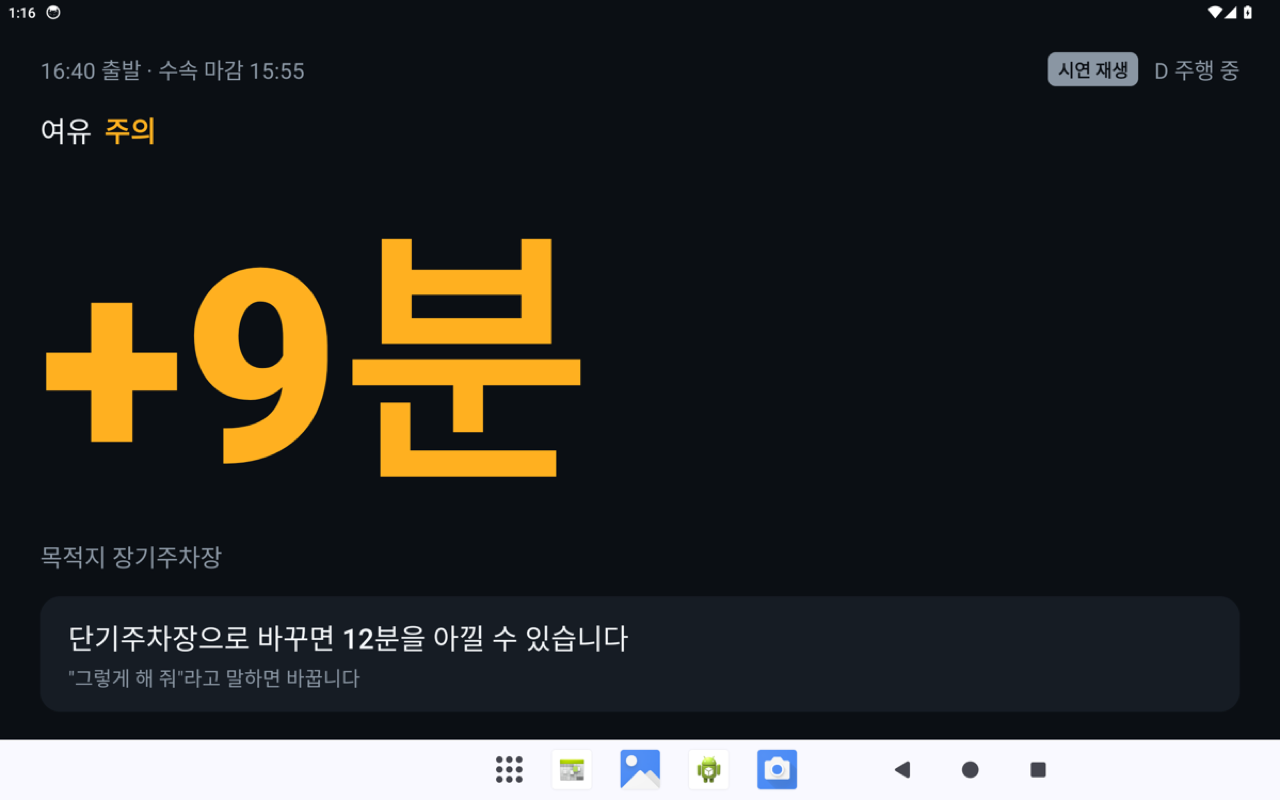 1:16
16:40 출발 · 수속 마감 15:55
시연 재생 D 주행 중
여유 주의
+9분
목적지 장기주차장
단기주차장으로 바꾸면 12분을 아낄 수 있습니다
"그렇게 해 줘"라고 말하면 바꿉니다